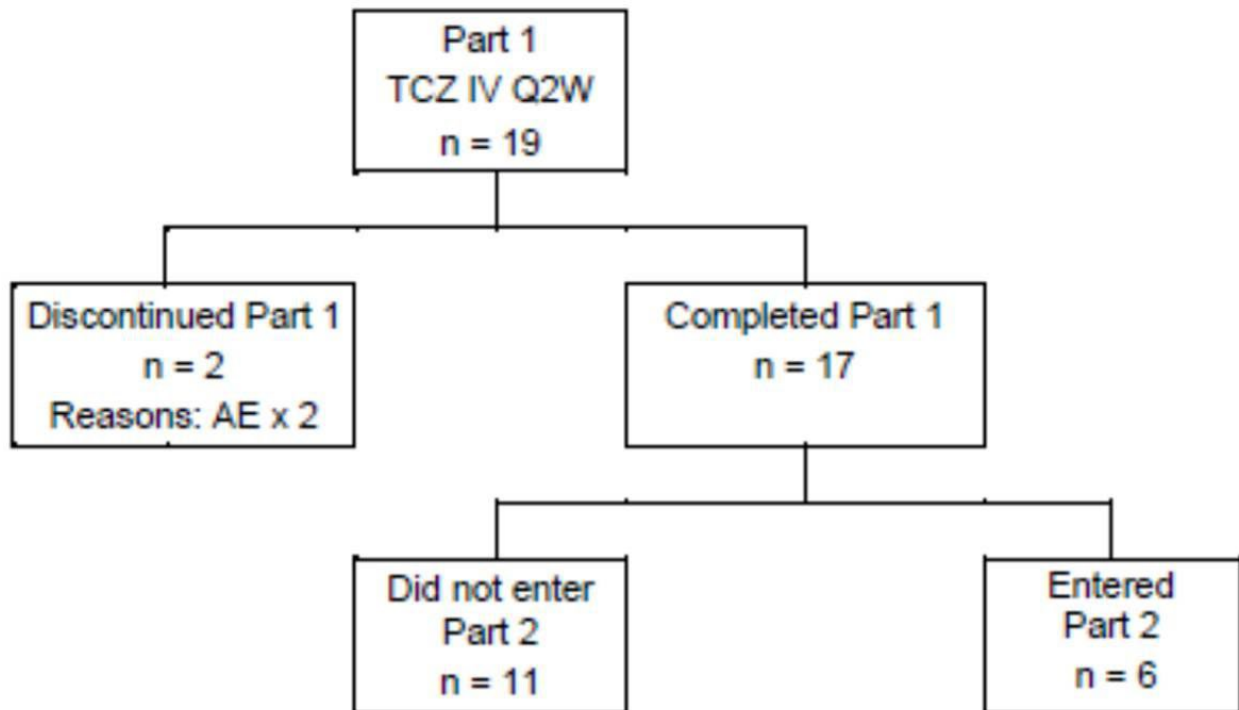 Part 1
TCZ IV Q2W
n = 19
Discontinued Part 1
n = 2
Reasons: AE x 2
Completed Part 1
n = 17
Did not enter
Part 2
n = 11
Entered
Part 2
n = 6